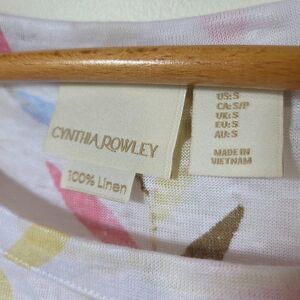 CYNTHIA ROWLEY
100% Linen
US:S
CA:S/P
UK:S
EU:S
AU:S
MADE IN
VIETNAM